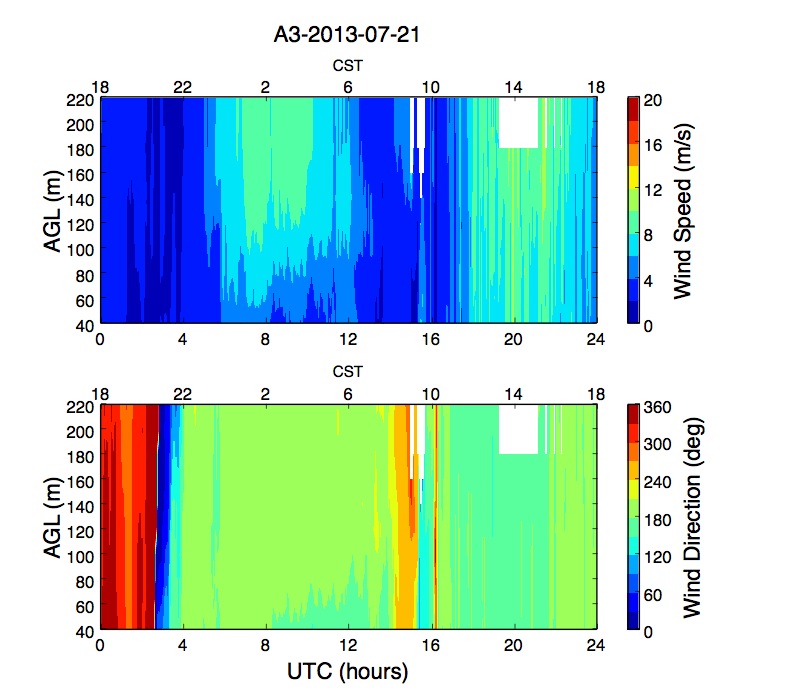 A3-2013-07-21
CST
18 22 2 6 10 14 18
220
200
180
160
140
120
100
80
60
40
AGL (m)
0 4 8 12 16 20 24
20
16
12
8
4
0
Wind Speed (m/s)
CST
18 22 2 6 10 14 18
220
200
180
160
140
120
100
80
60
40
AGL (m)
0 4 8 12 16 20 24
UTC (hours)
360
300
240
180
120
60
0
Wind Direction (deg)